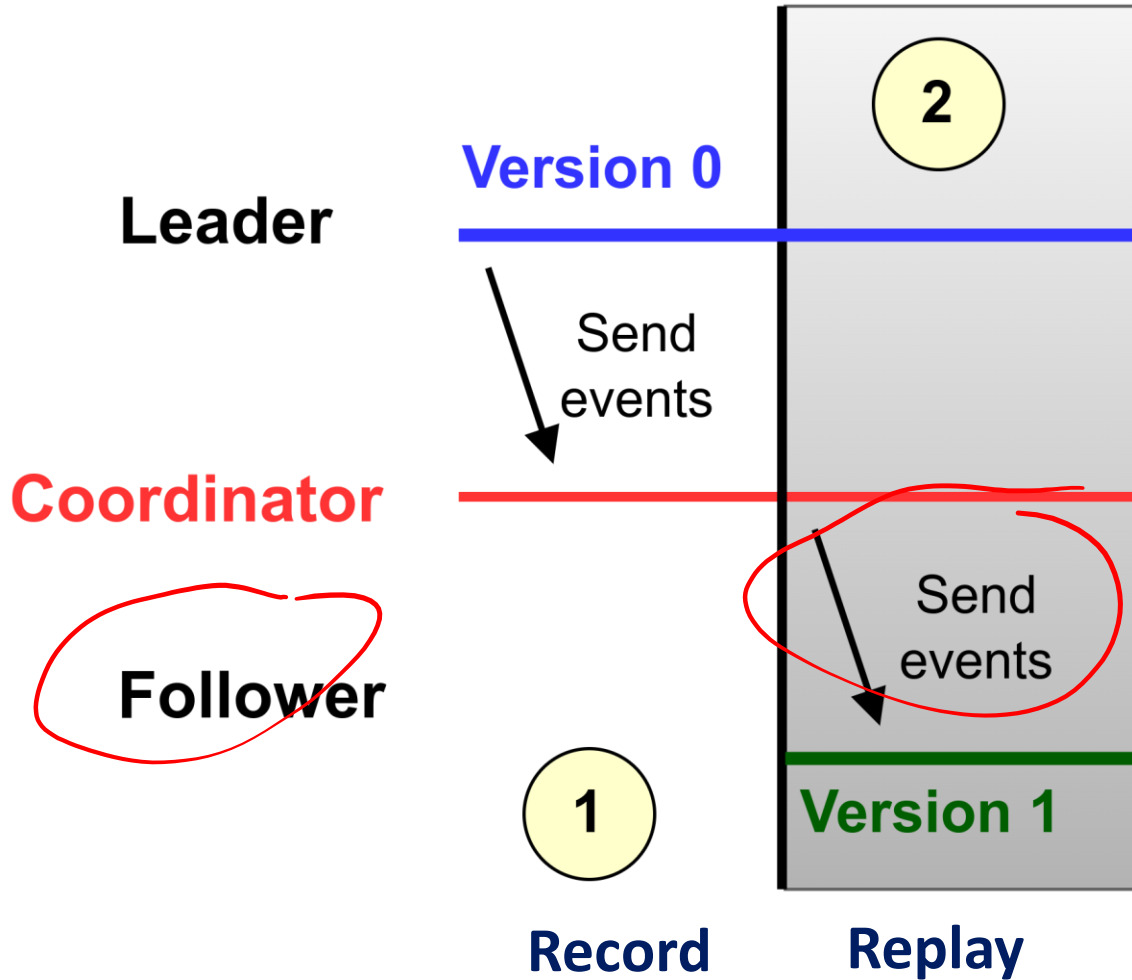 2
Version 0
Leader
Send
events
Coordinator
Send
events
Follower
1
Version 1
Record
Replay